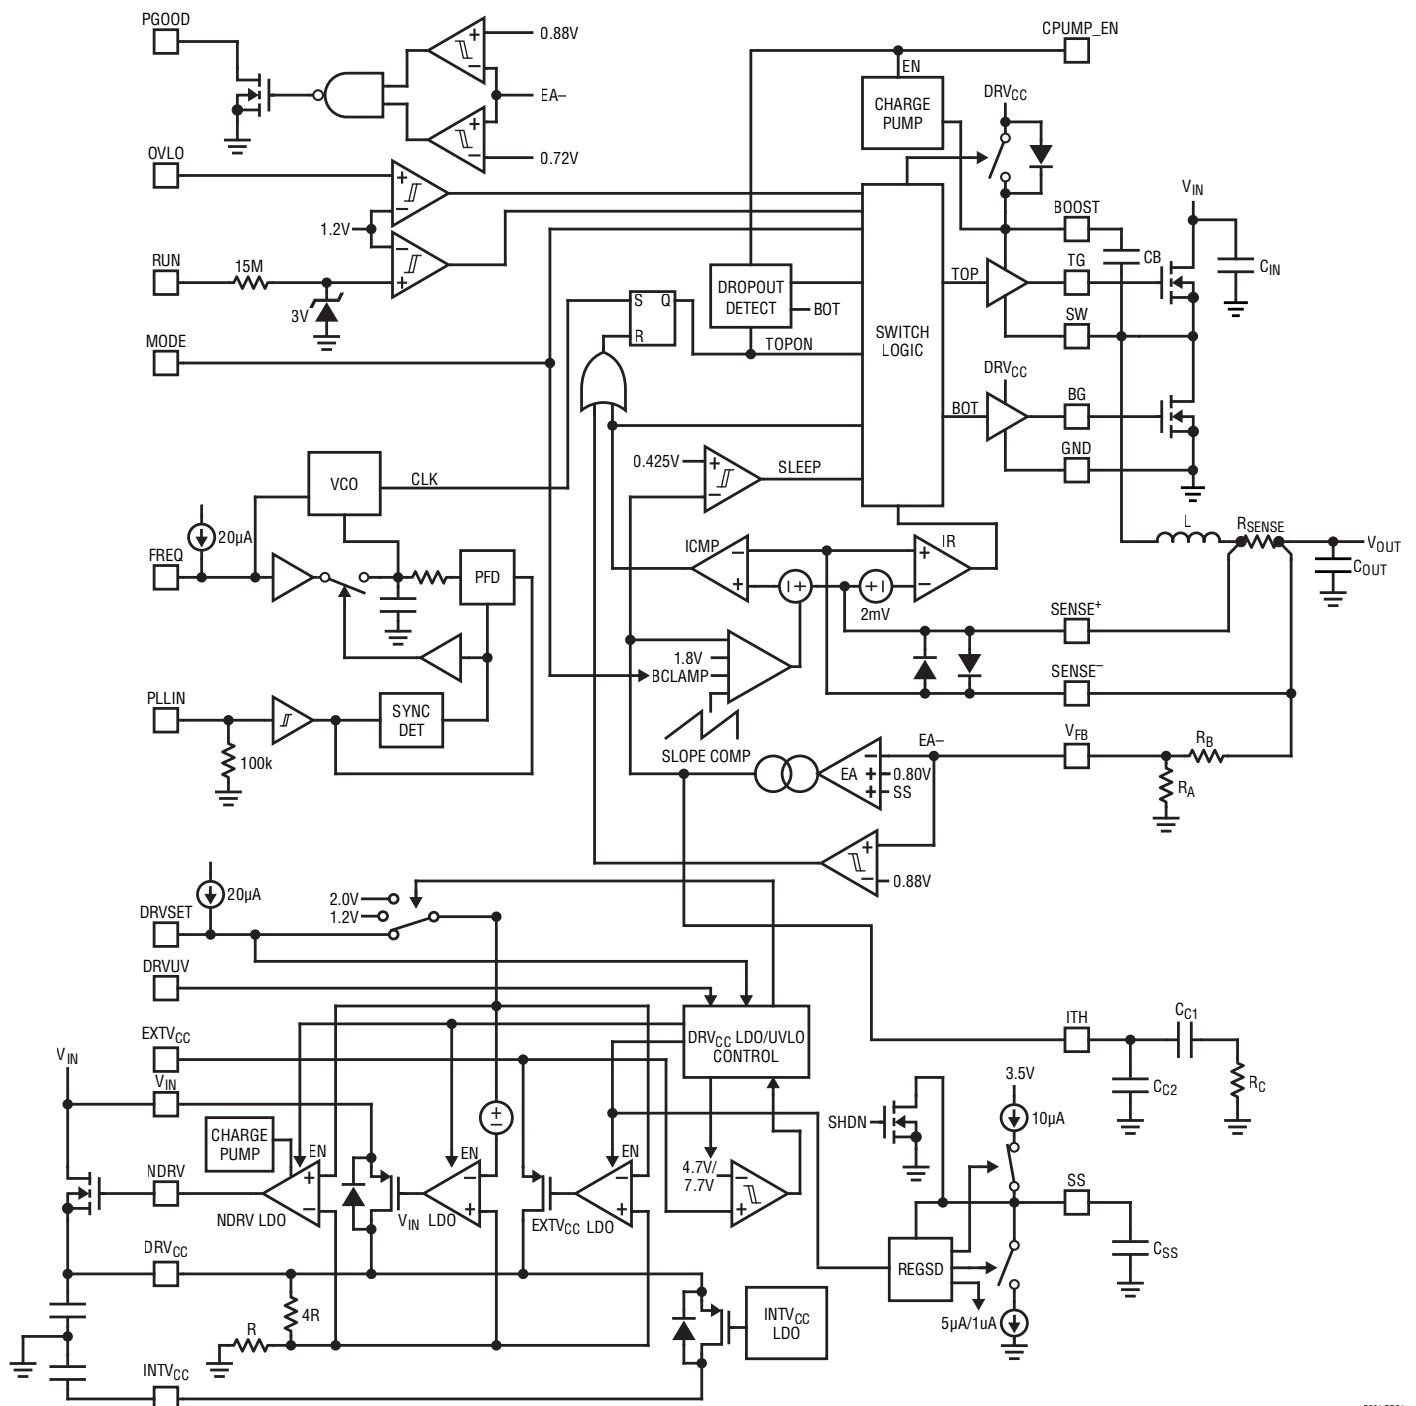 PGOOD
0.88V
EA–
0.72V
CPUMP_EN
EN
CHARGE
PUMP
DRVCC
OVLO
1.2V
RUN
15M
3V
MODE
BOOST
VIN
CB
CIN
TG
TOP
SW
DROPOUT
DETECT
BOT
S Q
R
TOPON
SWITCH
LOGIC
DRVCC
BOT
BG
GND
0.425V
SLEEP
VCO
CLK
20µA
FREQ
PFD
ICMP
IR
2mV
L
RSENSE
VOUT
COUT
SENSE+
1.8V
BCLAMP
SENSE–
PLLIN
SYNC
DET
100k
SLOPE COMP
EA–
VFB
RB
RA
EA
0.80V
SS
0.88V
20µA
DRVSET
2.0V
1.2V
DRVUV
EXTVCC
DRVCC LDO/UVLO
CONTROL
ITH
CC1
CC2
RC
VIN
VIN
CHARGE
PUMP
EN
EN
EN
NDRV
NDRV LDO
VIN LDO
EXTVCC LDO
4.7V/
7.7V
SHDN
3.5V
10µA
SS
CSS
REGSD
5µA/1uA
DRVCC
4R
R
INTVCC
LDO
INTVCC